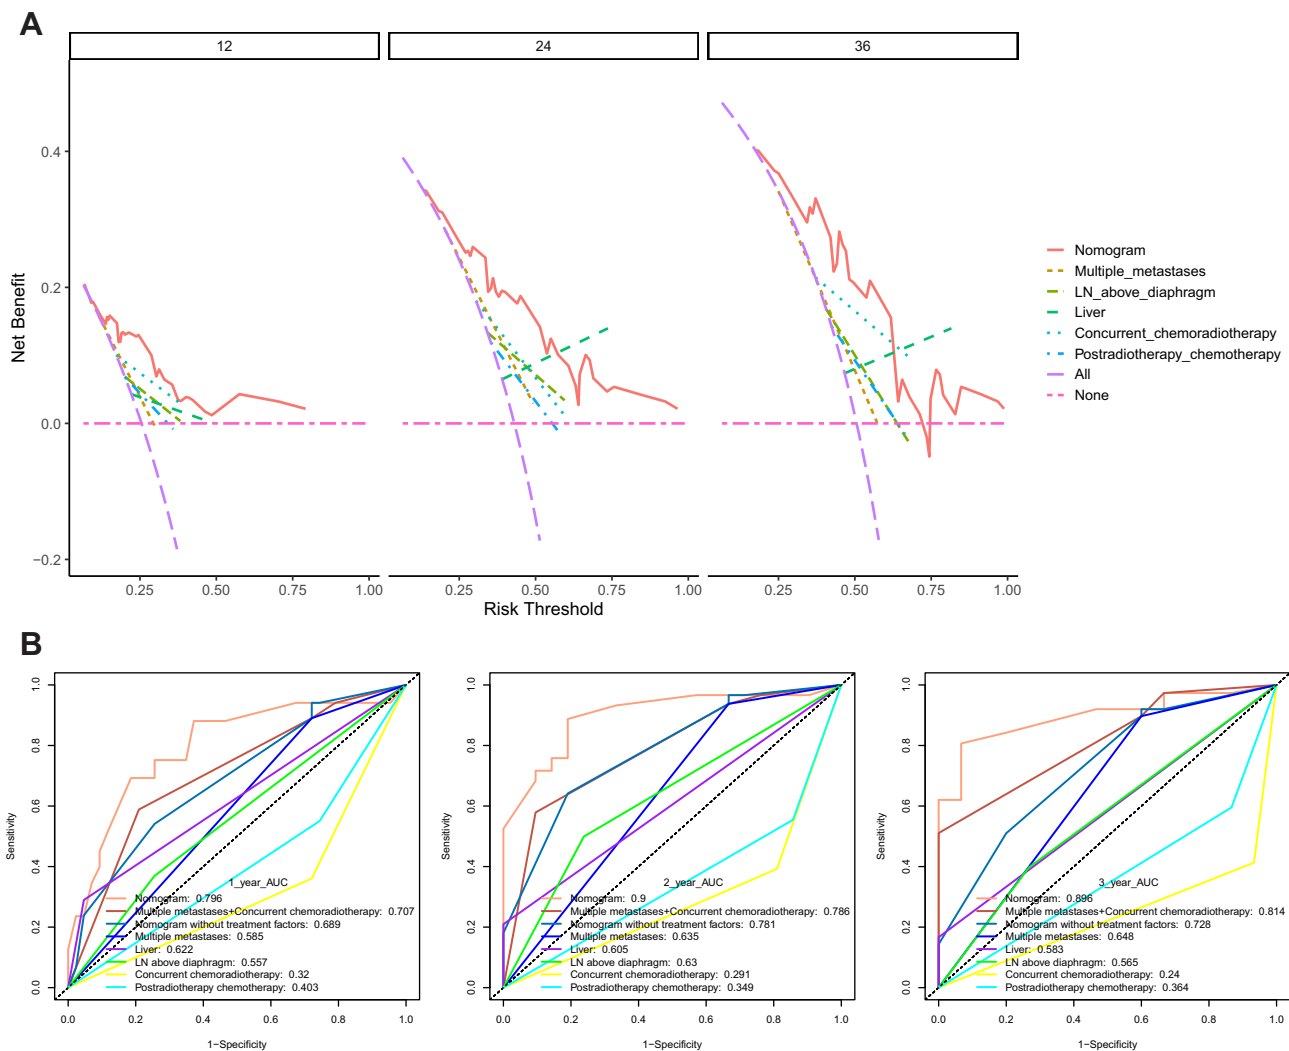 A
12 24 36
Net Benefit
0.4
0.2
0.0
−0.2
0.25 0.50 0.75 1.00 0.25 0.50 0.75 1.00 0.25 0.50 0.75 1.00
Risk Threshold
Nomogram
Multiple_metastases
LN_above_diaphragm
Liver
Concurrent_chemoradiotherapy
Postradiotherapy_chemotherapy
All
None
B
Sensitivity
1.0
0.8
0.6
0.4
0.2
0.0
1_year_AUC
Nomogram: 0.796
Multiple metastases+Concurrent chemoradiotherapy: 0.707
Nomogram without treatment factors: 0.689
Multiple metastases: 0.585
Liver: 0.622
LN above diaphragm: 0.557
Concurrent chemoradiotherapy: 0.32
Postradiotherapy chemotherapy: 0.403
0.0 0.2 0.4 0.6 0.8 1.0
1−Specificity
Sensitivity
1.0
0.8
0.6
0.4
0.2
0.0
2_year_AUC
Nomogram: 0.9
Multiple metastases+Concurrent chemoradiotherapy: 0.786
Nomogram without treatment factors: 0.781
Multiple metastases: 0.635
Liver: 0.605
LN above diaphragm: 0.63
Concurrent chemoradiotherapy: 0.291
Postradiotherapy chemotherapy: 0.349
0.0 0.2 0.4 0.6 0.8 1.0
1−Specificity
Sensitivity
1.0
0.8
0.6
0.4
0.2
0.0
3_year_AUC
Nomogram: 0.896
Multiple metastases+Concurrent chemoradiotherapy: 0.814
Nomogram without treatment factors: 0.728
Multiple metastases: 0.648
Liver: 0.583
LN above diaphragm: 0.565
Concurrent chemoradiotherapy: 0.24
Postradiotherapy chemotherapy: 0.364
0.0 0.2 0.4 0.6 0.8 1.0
1−Specificity